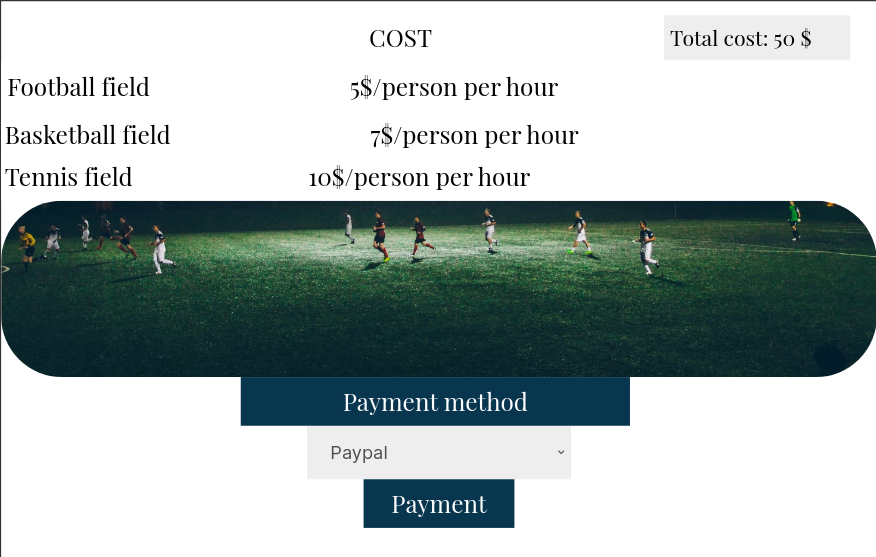 COST
Total cost: 50 $
Football field 5$/person per hour
Basketball field 7$/person per hour
Tennis field 10$/person per hour
Payment method
Paypal
Payment